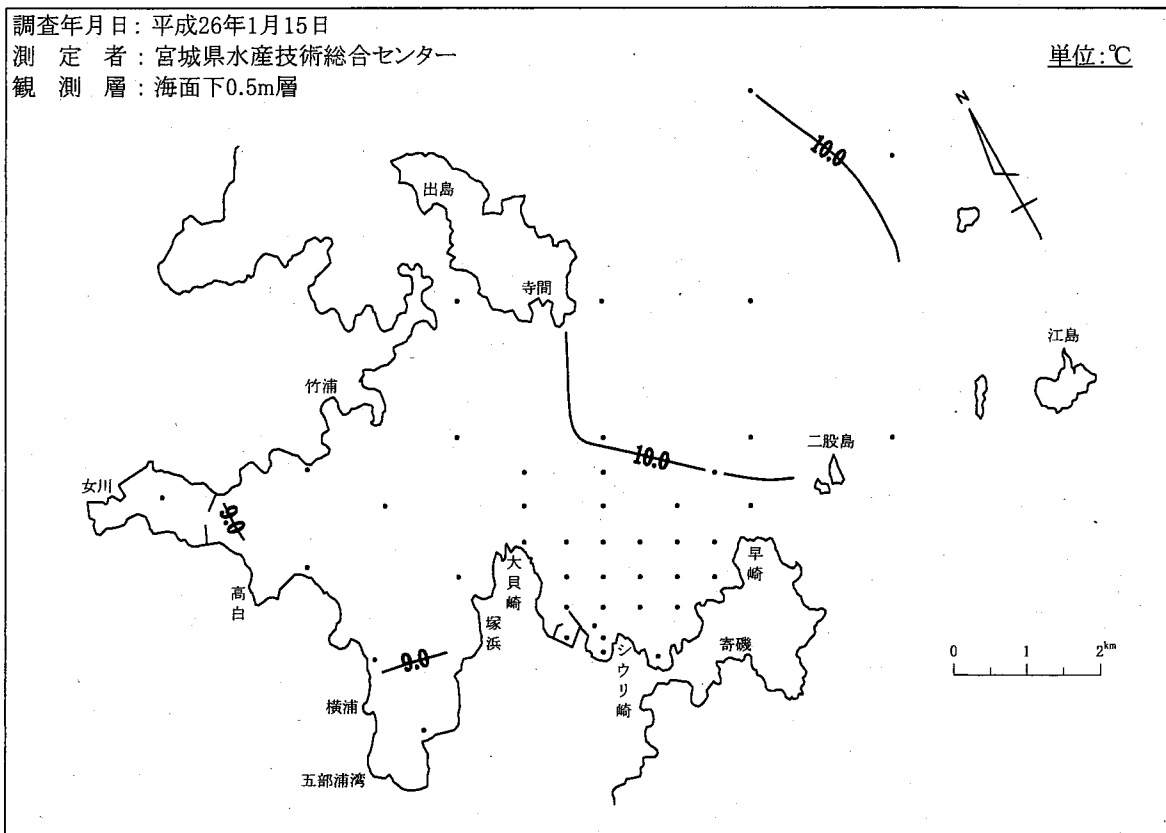 調査年月日：平成26年1月15日
測　定　者：宮城県水産技術総合センター
観　測　層：海面下0.5m層
単位：℃
N
10.0
出島
寺間
江島
竹浦
二股島
10.0
女川
9.0
大貝崎
早崎
高白
塚浜
寄磯
シウリ崎
9.0
0 1 2km
横浦
五部浦湾